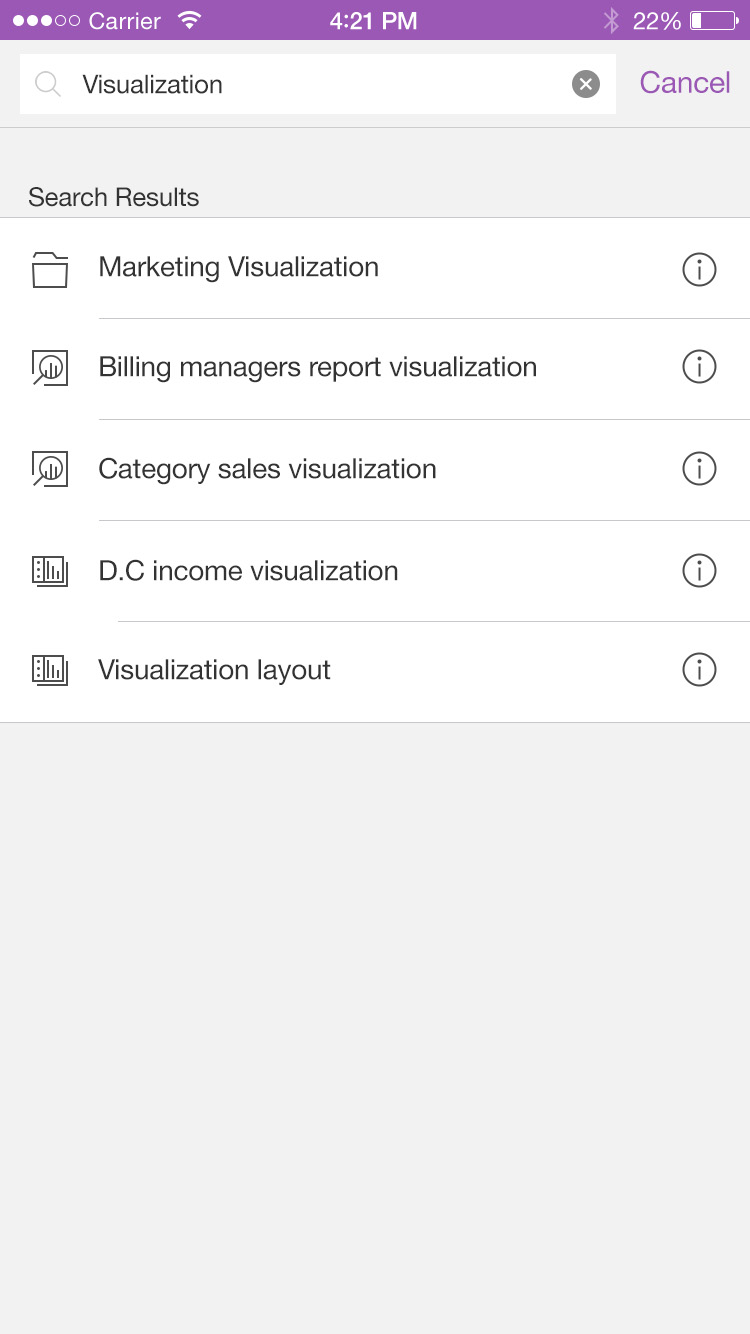 Carrier 4:21 PM 22%
Visualization Cancel
Search Results
Marketing Visualization
Billing managers report visualization
Category sales visualization
D.C income visualization
Visualization layout